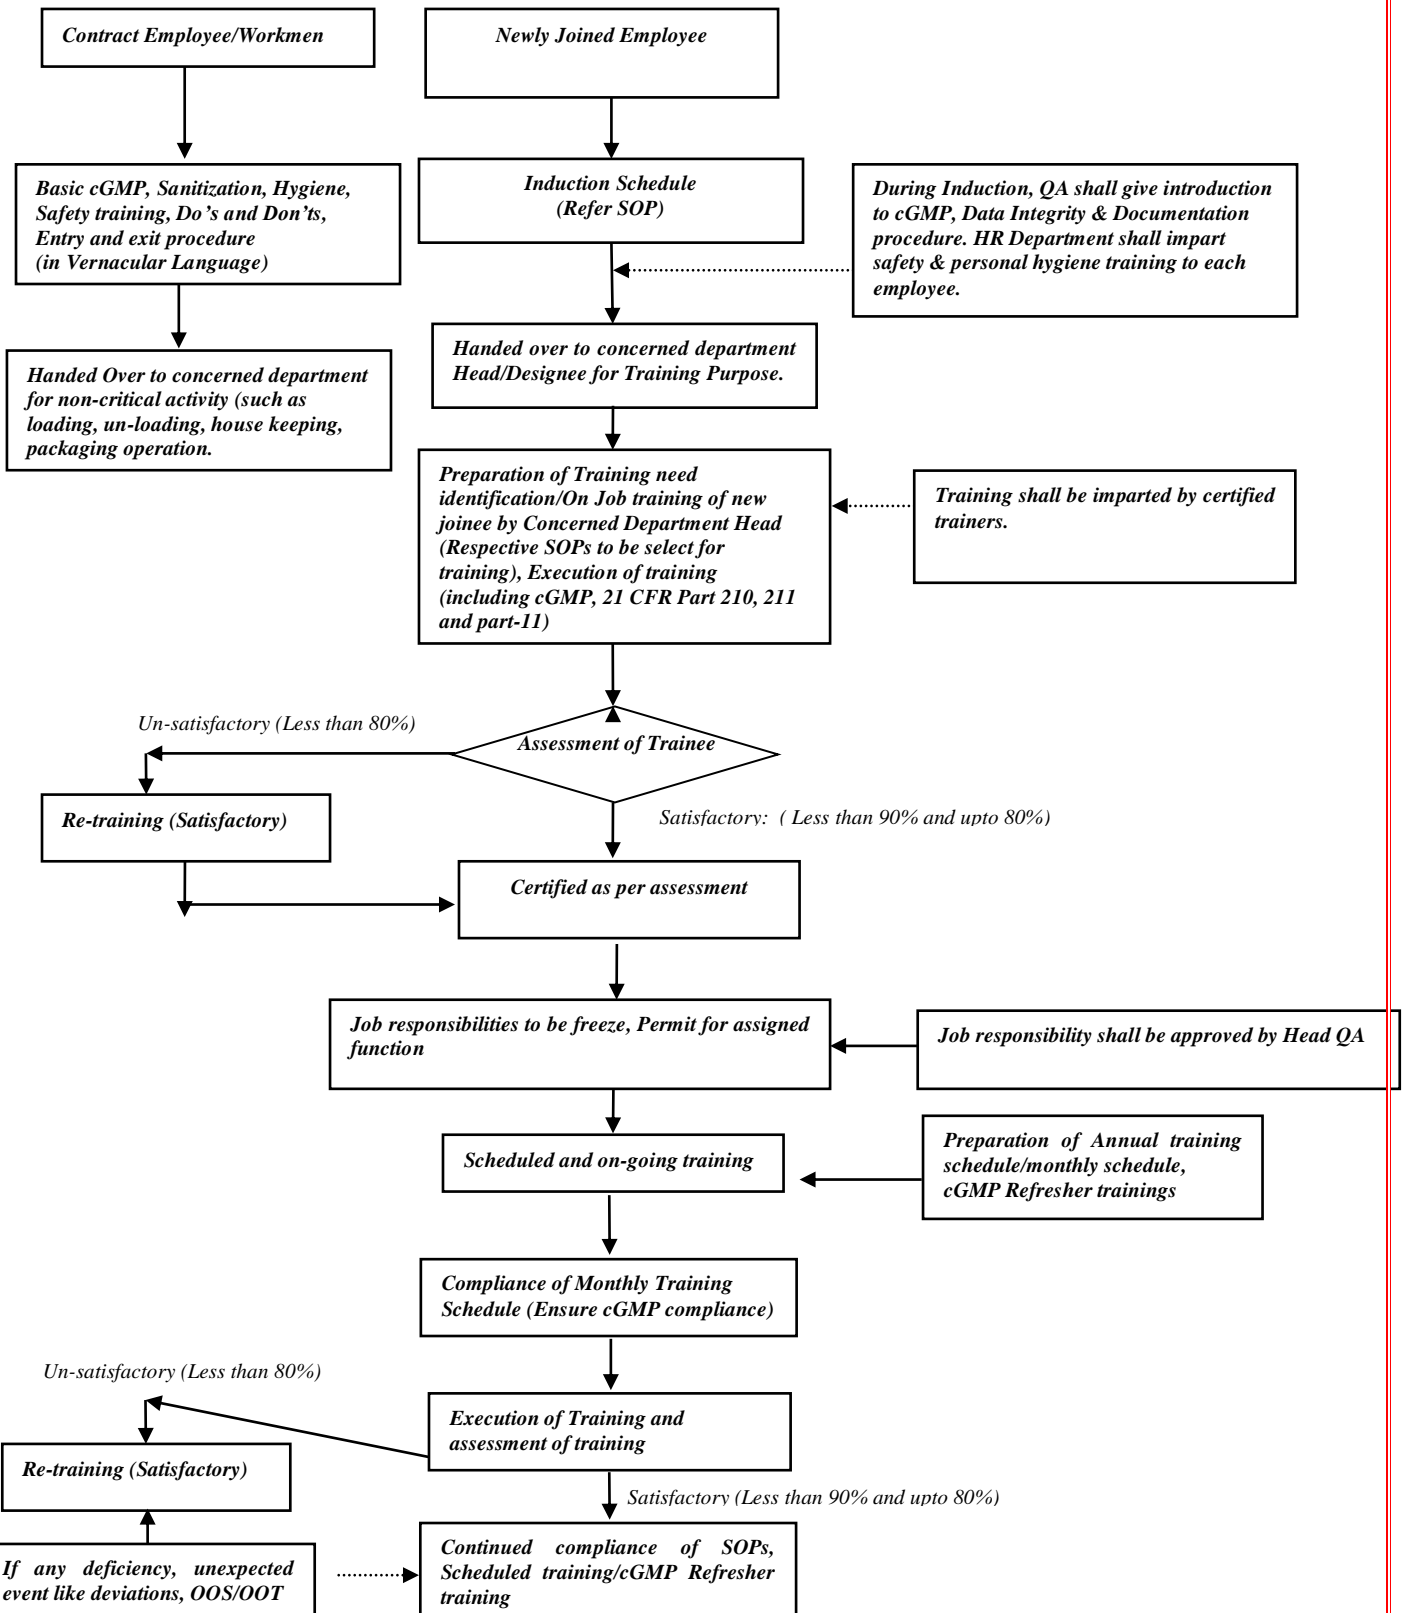 Contract Employee/Workmen
Newly Joined Employee
Basic cGMP, Sanitization, Hygiene,
Safety training, Do's and Don'ts,
Entry and exit procedure
(in Vernacular Language)
Induction Schedule
(Refer SOP)
During Induction, QA shall give introduction
to cGMP, Data Integrity & Documentation
procedure. HR Department shall impart
safety & personal hygiene training to each
employee.
Handed over to concerned department
Head/Designee for Training Purpose.
Handed Over to concerned department
for non-critical activity (such as
loading, un-loading, house keeping,
packaging operation.
Preparation of Training need
identification/On Job training of new
joinee by Concerned Department Head
(Respective SOPs to be select for
training), Execution of training
(including cGMP, 21 CFR Part 210, 211
and part-11)
Training shall be imparted by certified
trainers.
Un-satisfactory (Less than 80%)
Assessment of Trainee
Re-training (Satisfactory)
Satisfactory: ( Less than 90% and upto 80%)
Certified as per assessment
Job responsibilities to be freeze, Permit for assigned
function
Job responsibility shall be approved by Head QA
Scheduled and on-going training
Preparation of Annual training
schedule/monthly schedule,
cGMP Refresher trainings
Compliance of Monthly Training
Schedule (Ensure cGMP compliance)
Un-satisfactory (Less than 80%)
Execution of Training and
assessment of training
Re-training (Satisfactory)
Satisfactory (Less than 90% and upto 80%)
If any deficiency, unexpected
event like deviations, OOS/OOT
Continued compliance of SOPs,
Scheduled training/cGMP Refresher
training